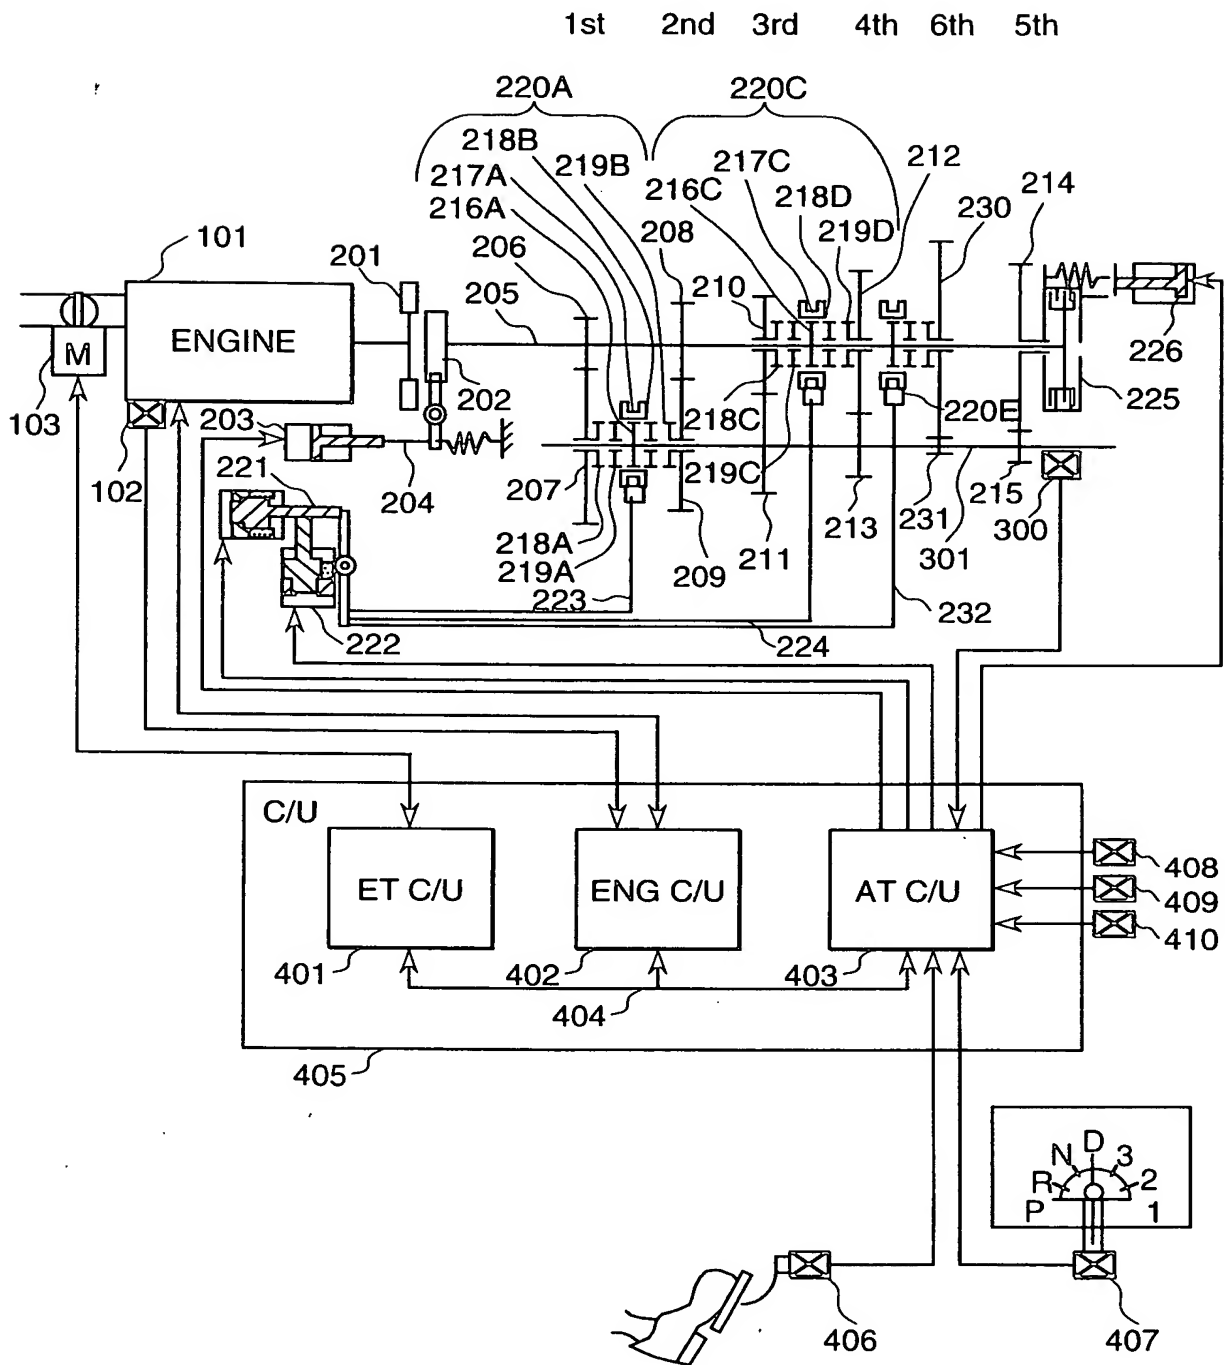 1st 2nd 3rd 4th 6th 5th
220A 220C
218B 217C 212
217A 219B 216C 218D 214
216A 219D 230
101 201 206 208
205 210
ENGINE
M 202 226
103 203 218C 220E 225
102 221 204 207 219C 215 300
218A 211 213 231 301
219A 209
222 223 224 232
C/U
ET C/U ENG C/U AT C/U
408
409
410
401 402 403
404
405
P R N D 3 2 1
406 407